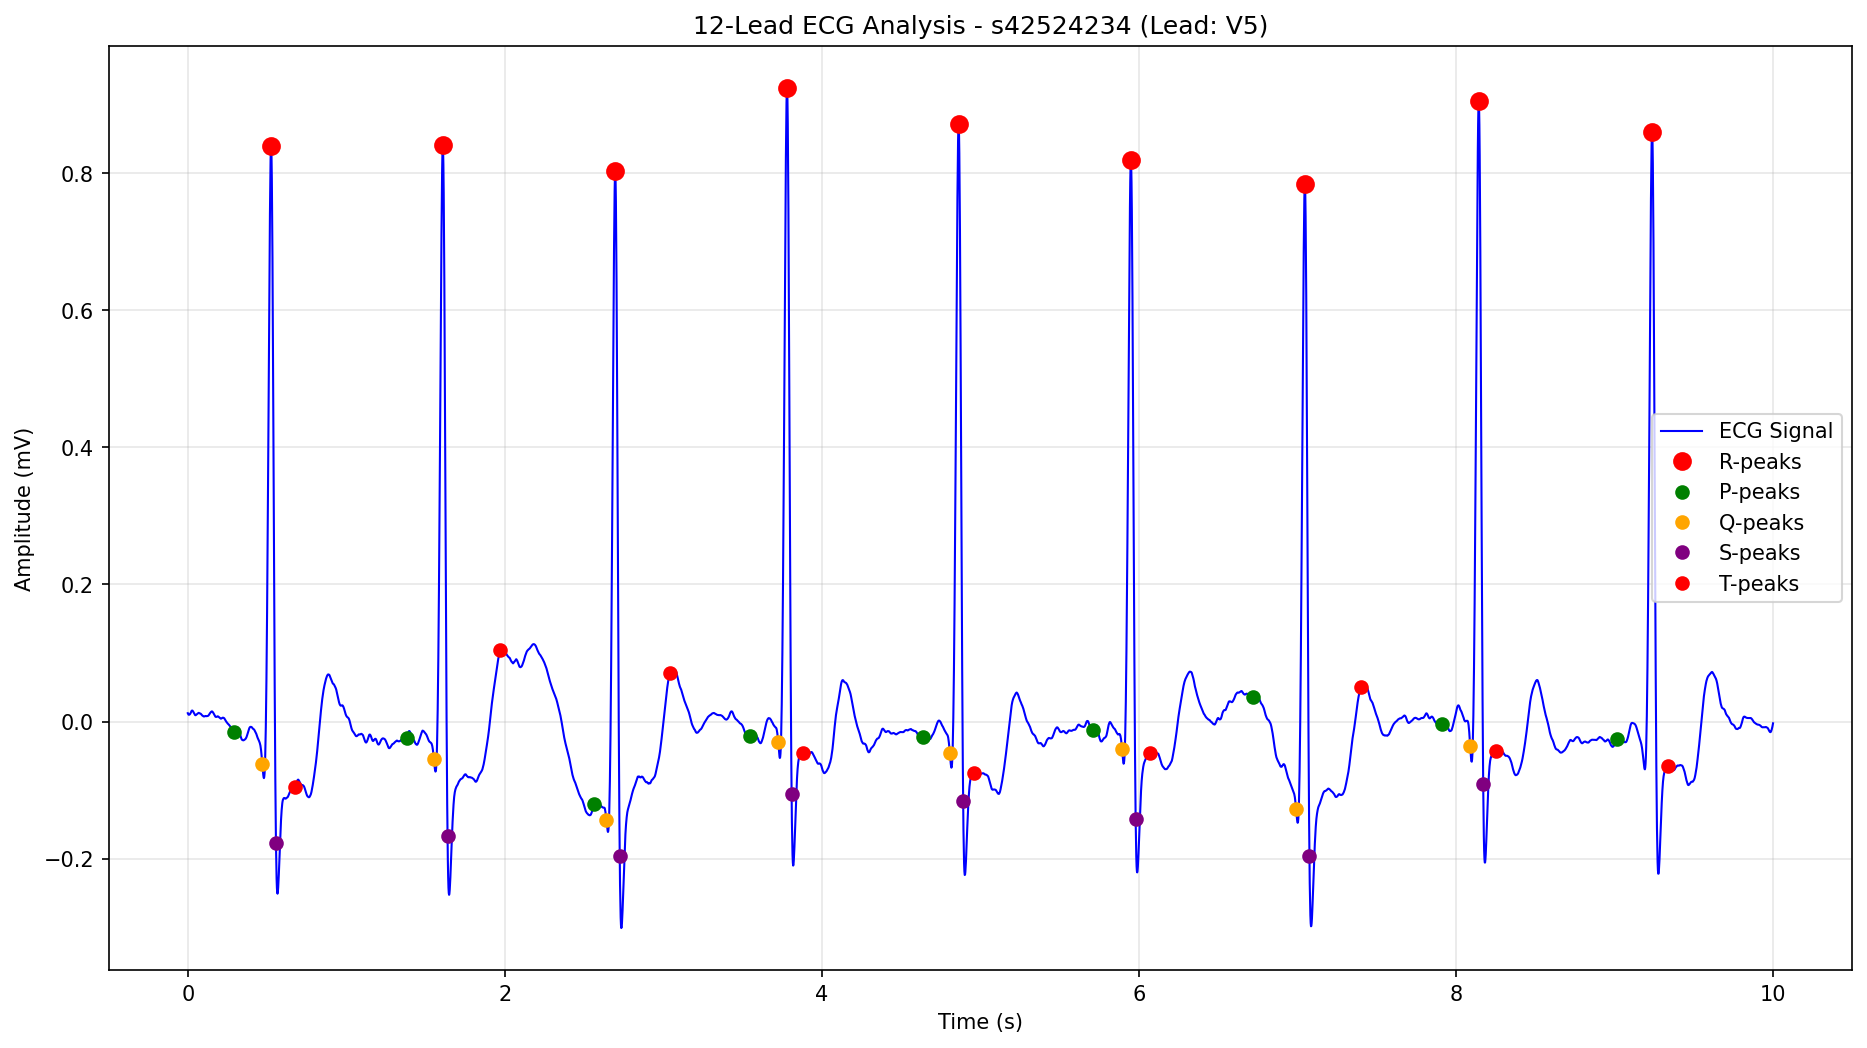 12-Lead ECG Analysis - s42524234 (Lead: V5)
Amplitude (mV)
0.8
0.6
0.4
0.2
0.0
−0.2
ECG Signal
R-peaks
P-peaks
Q-peaks
S-peaks
T-peaks
0 2 4 6 8 10
Time (s)